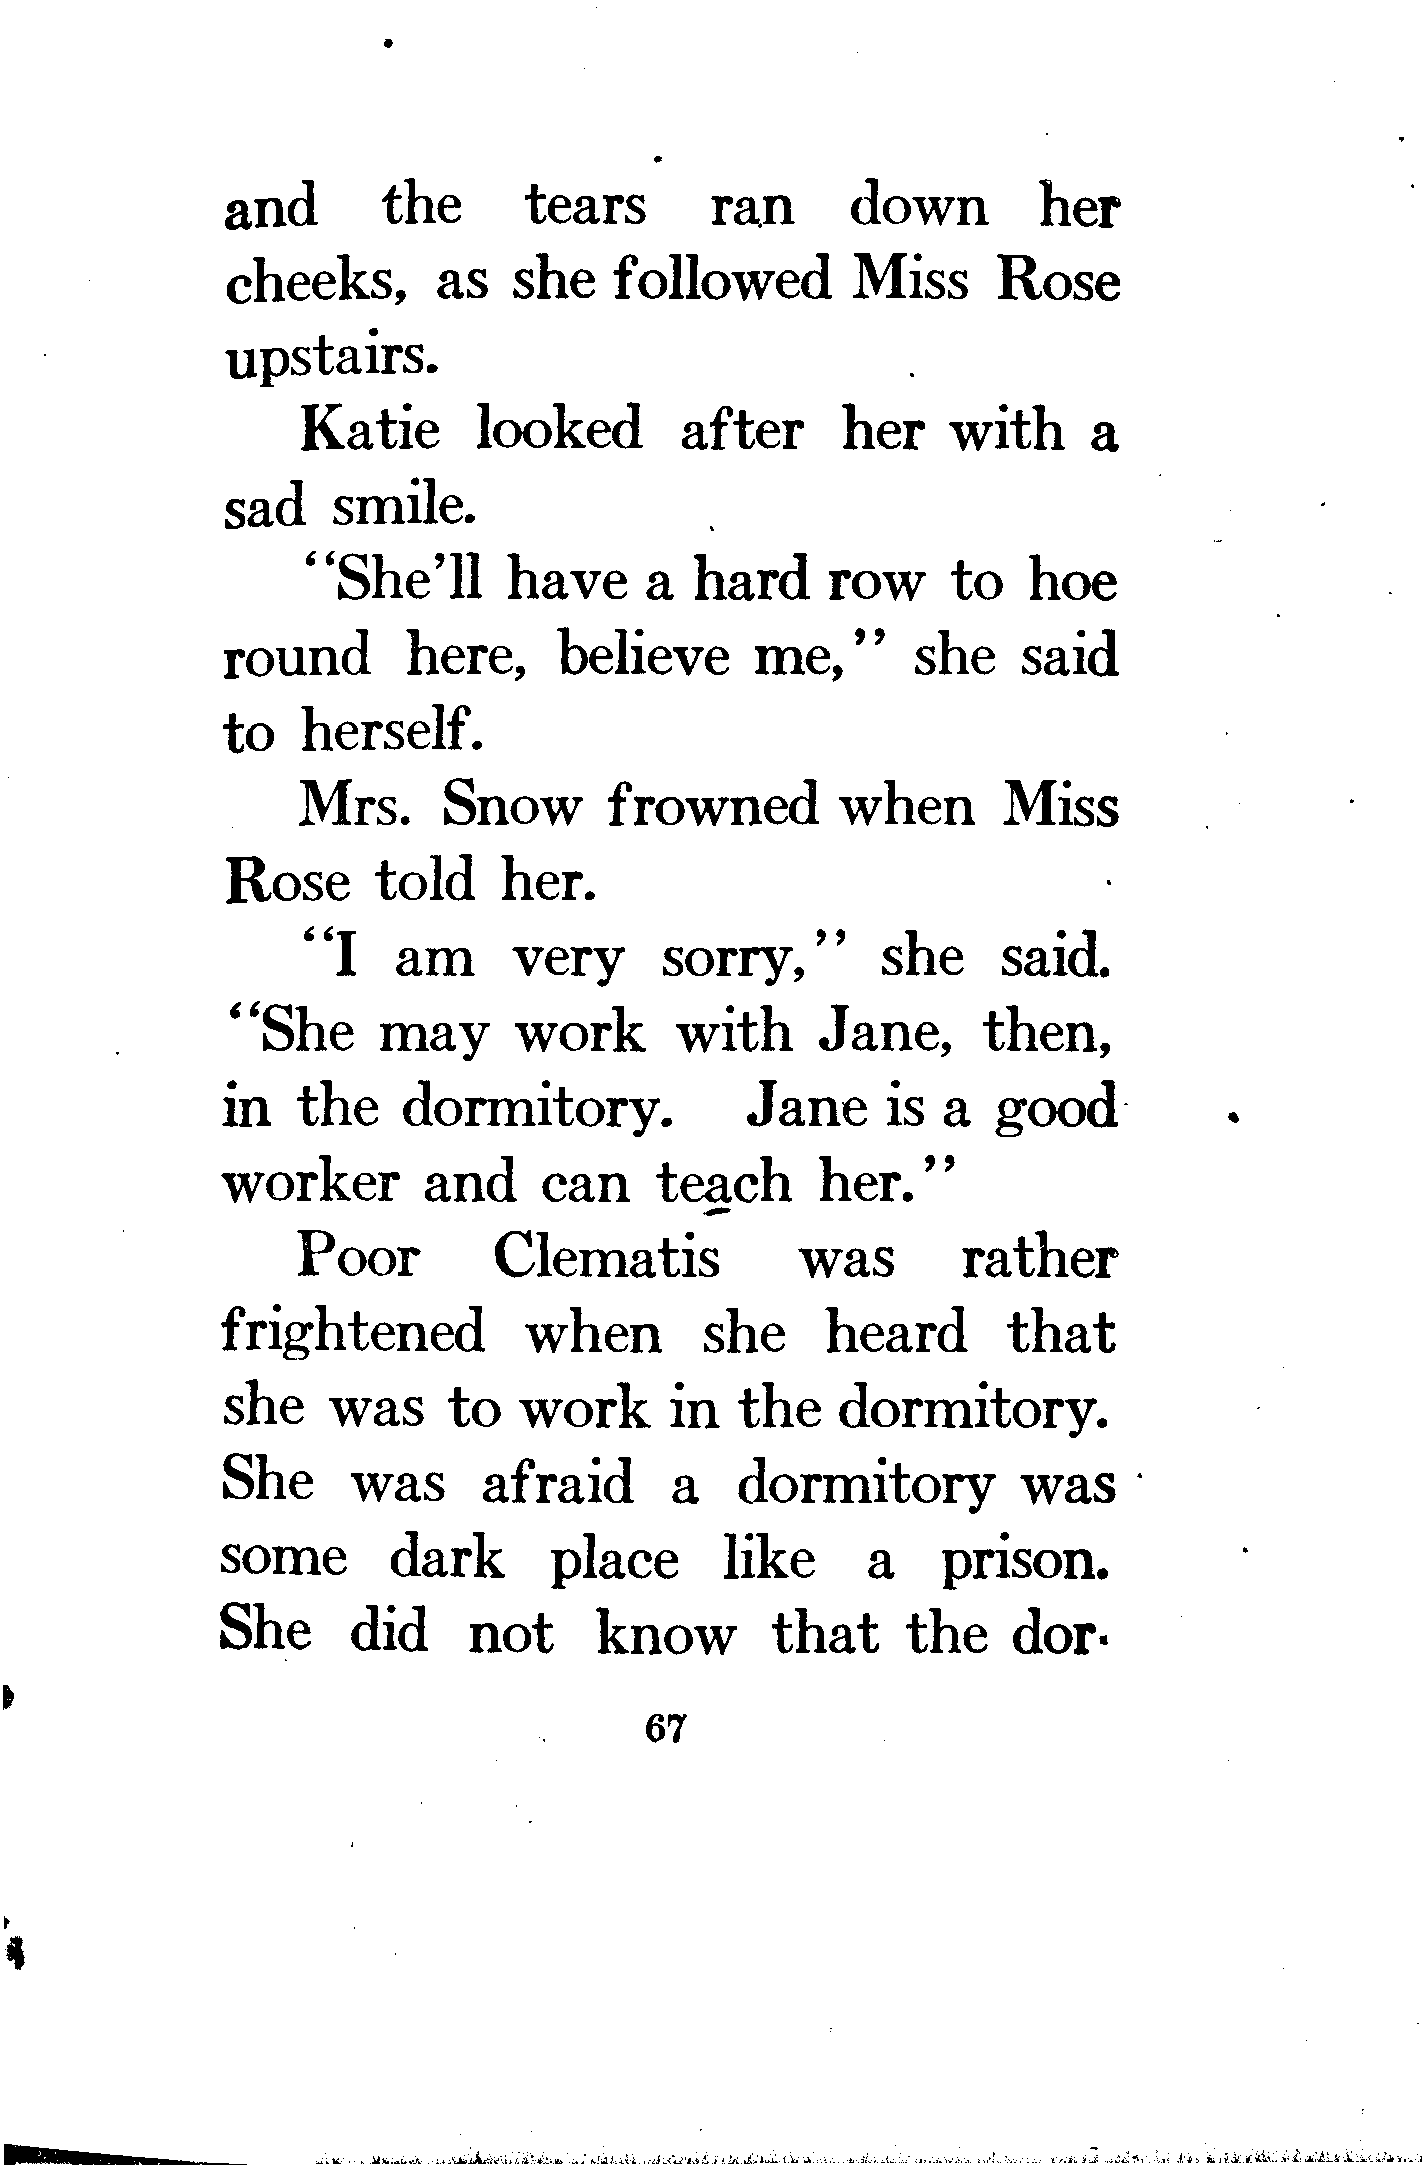 and the tears ran down her
cheeks, as she followed Miss Rose
upstairs.
Katie looked after her with a
sad smile.
"She'll have a hard row to hoe
round here, believe me," she said
to herself.
Mrs. Snow frowned when Miss
Rose told her.
"I am very sorry," she said.
"She may work with Jane, then,
in the dormitory. Jane is a good
worker and can teach her."
Poor Clematis was rather
frightened when she heard that
she was to work in the dormitory.
She was afraid a dormitory was
some dark place like a prison.
She did not know that the dor-
67